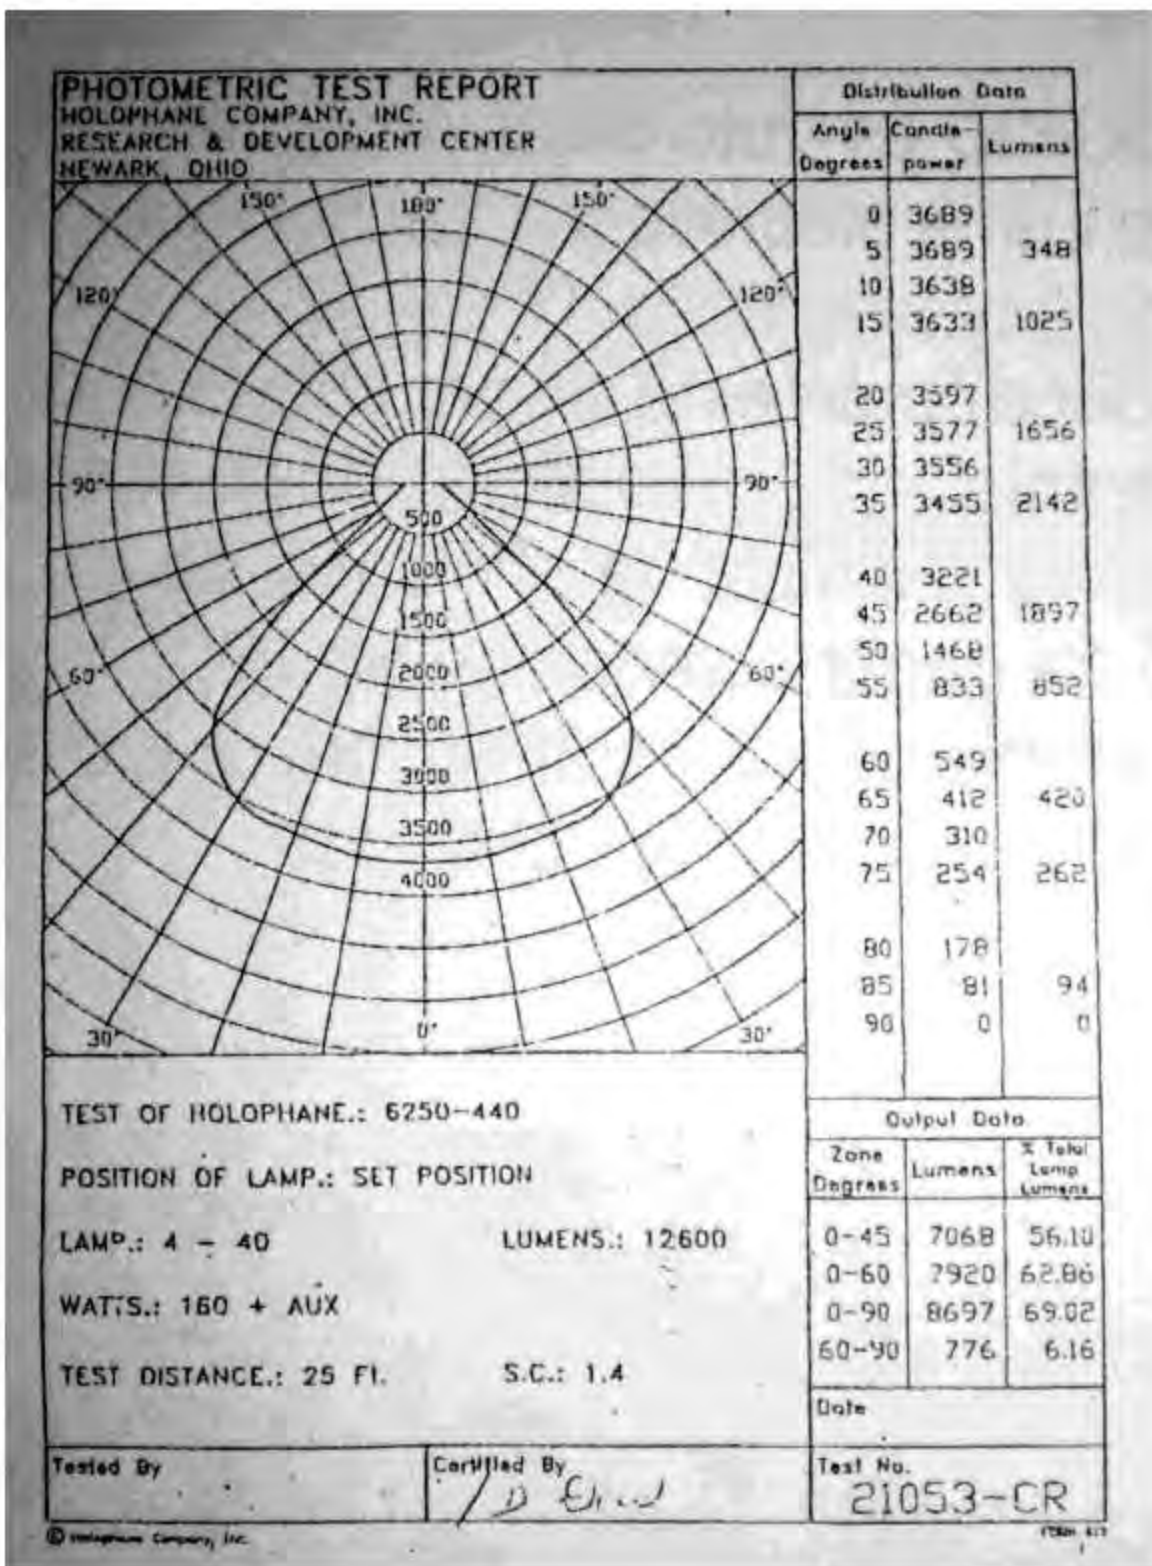 PHOTOMETRIC TEST REPORT
HOLOPHANE COMPANY, INC.
RESEARCH & DEVELOPMENT CENTER
NEWARK, OHIO
150° 180° 150°
120° 120°
90° 90°
500
1000
1500
60° 2000 60°
2500
3000
3500
4000
30° 0° 30°
Distribution Data
Angle Degrees Candle-power Lumens
0 3689
5 3689 348
10 3638
15 3633 1025
20 3597
25 3577 1656
30 3556
35 3455 2142
40 3221
45 2662 1897
50 1468
55 833 852
60 549
65 412 420
70 310
75 254 262
80 178
85 81 94
90 0 0
TEST OF HOLOPHANE.: 6250-440
POSITION OF LAMP.: SET POSITION
LAMP.: 4 - 40 LUMENS.: 12600
WATTS.: 160 + AUX
TEST DISTANCE.: 25 Ft. S.C.: 1.4
Output Data
Zone Degrees Lumens % Total Lamp Lumens
0-45 7068 56.10
0-60 7920 62.86
0-90 8697 69.02
60-90 776 6.16
Date
Tested By
Certified By
Test No.
21053-CR
© Holophane Company, Inc.